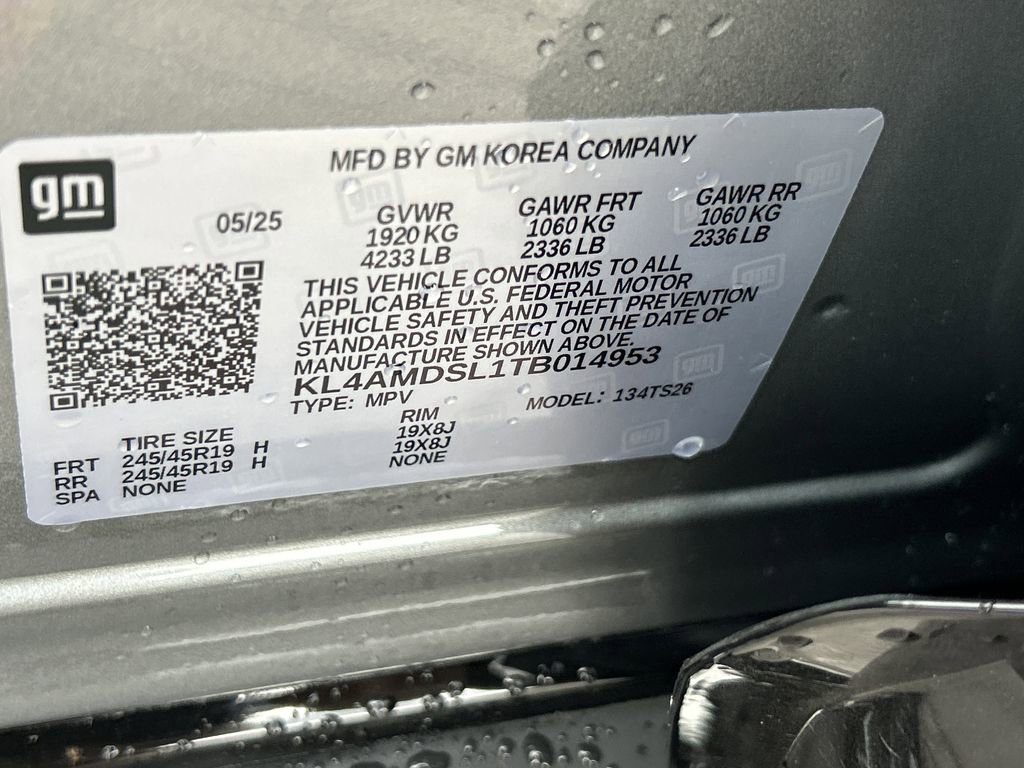 gm
MFD BY GM KOREA COMPANY
05/25
GVWR GAWR FRT GAWR RR
1920 KG 1060 KG 1060 KG
4233 LB 2336 LB 2336 LB
THIS VEHICLE CONFORMS TO ALL
APPLICABLE U.S. FEDERAL MOTOR
VEHICLE SAFETY AND THEFT PREVENTION
STANDARDS IN EFFECT ON THE DATE OF
MANUFACTURE SHOWN ABOVE.
KL4AMDSL1TB014953
TYPE: MPV MODEL: 134TS26
TIRE SIZE RIM
FRT 245/45R19 H 19X8J
RR 245/45R19 H 19X8J
SPA NONE NONE